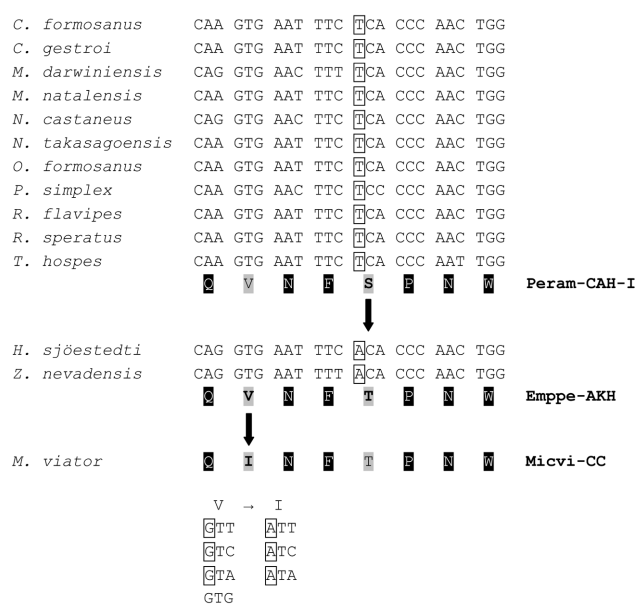 C. formosanus CAA GTG AAT TTC TCA CCC AAC TGG
C. gestroi CAA GTG AAT TTC TCA CCC AAC TGG
M. darwiniensis CAG GTG AAC TTT TCA CCC AAC TGG
M. natalensis CAA GTG AAT TTC TCA CCC AAC TGG
N. castaneus CAG GTG AAC TTC TCA CCC AAC TGG
N. takasagoensis CAA GTG AAT TTC TCA CCC AAC TGG
O. formosanus CAA GTG AAT TTC TCA CCC AAC TGG
P. simplex CAA GTG AAC TTC TCC CCC AAC TGG
R. flavipes CAA GTG AAT TTC TCA CCC AAC TGG
R. speratus CAA GTG AAT TTC TCA CCC AAC TGG
T. hospes CAA GTG AAT TTC TCA CCC AAT TGG
Q V N F S P N W Peram-CAH-I
H. sjöestedti CAG GTG AAT TTC ACA CCC AAC TGG
Z. nevadensis CAG GTG AAT TTT ACA CCC AAC TGG
Q V N F T P N W Emppe-AKH
M. viator Q I N F T P N W Micvi-CC
V → I
GTT ATT
GTC ATC
GTA ATA
GTG